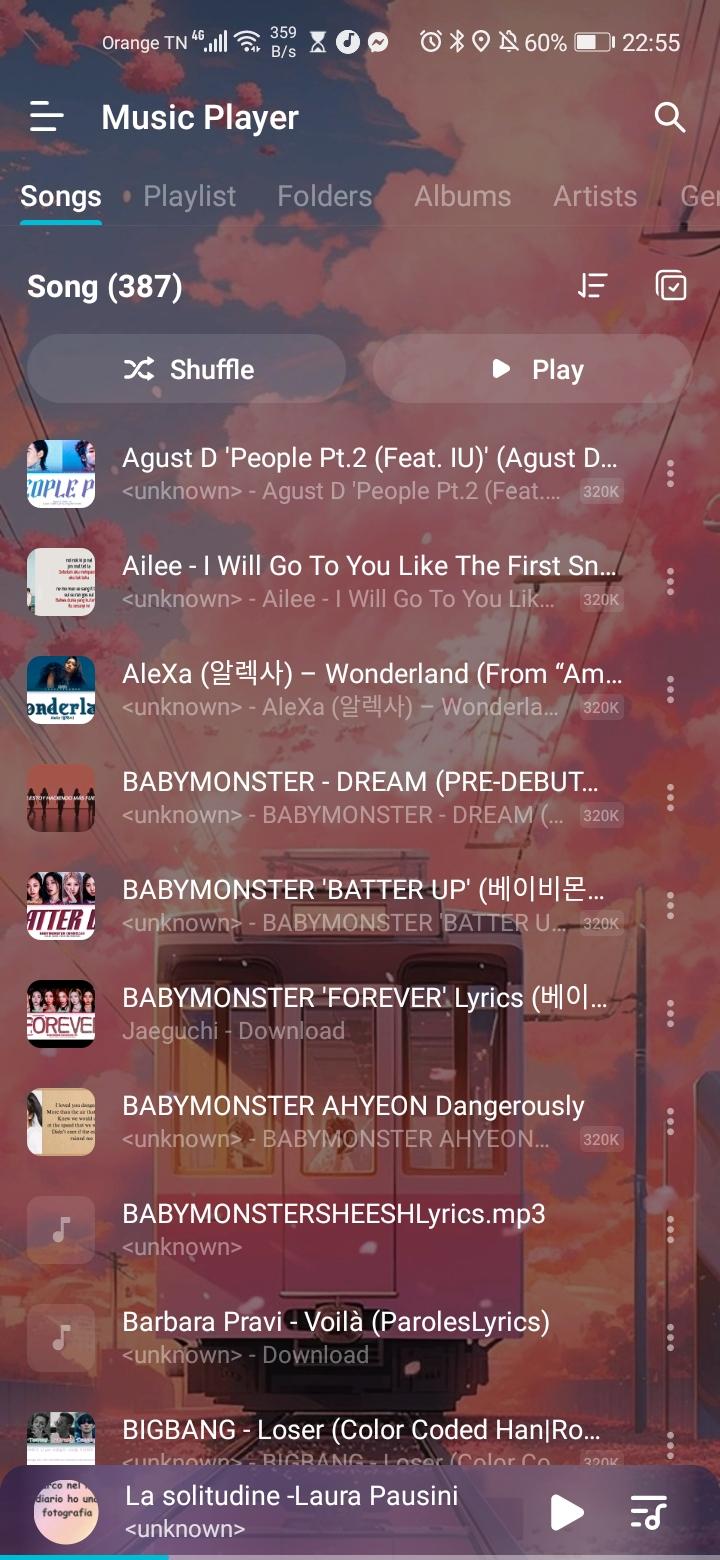 Orange TN 4G 359 B/s 60% 22:55
Music Player
Songs Playlist Folders Albums Artists Ger
Song (387)
Shuffle Play
Agust D 'People Pt.2 (Feat. IU)' (Agust D...
<unknown> - Agust D 'People Pt.2 (Feat.... 320K
Ailee - I Will Go To You Like The First Sn...
<unknown> - Ailee - I Will Go To You Lik... 320K
AleXa (알렉사) – Wonderland (From “Am...
<unknown> - AleXa (알렉사) – Wonderla... 320K
BABYMONSTER - DREAM (PRE-DEBUT...
<unknown> - BABYMONSTER - DREAM (... 320K
BABYMONSTER 'BATTER UP' (베이비몬...
<unknown> - BABYMONSTER 'BATTER U... 320K
BABYMONSTER 'FOREVER' Lyrics (베이...
Jaeguchi - Download
BABYMONSTER AHYEON Dangerously
<unknown> - BABYMONSTER AHYEON... 320K
BABYMONSTERSHEESHLyrics.mp3
<unknown>
Barbara Pravi - Voilà (ParolesLyrics)
<unknown> - Download
BIGBANG - Loser (Color Coded Han|Ro...
<unknown> - BIGBANG - Loser (Color Co... 320K
La solitudine -Laura Pausini
<unknown>